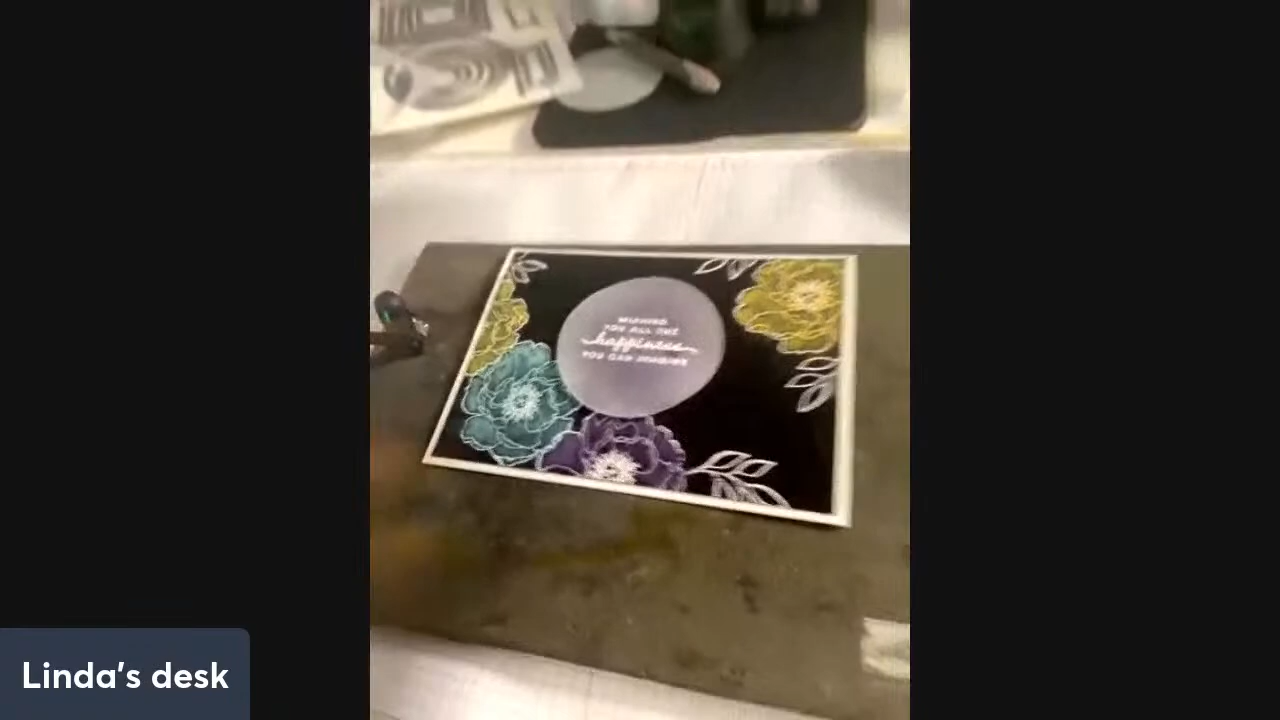 WISHING
YOU ALL THE
happiness
YOU CAN IMAGINE
Linda's desk